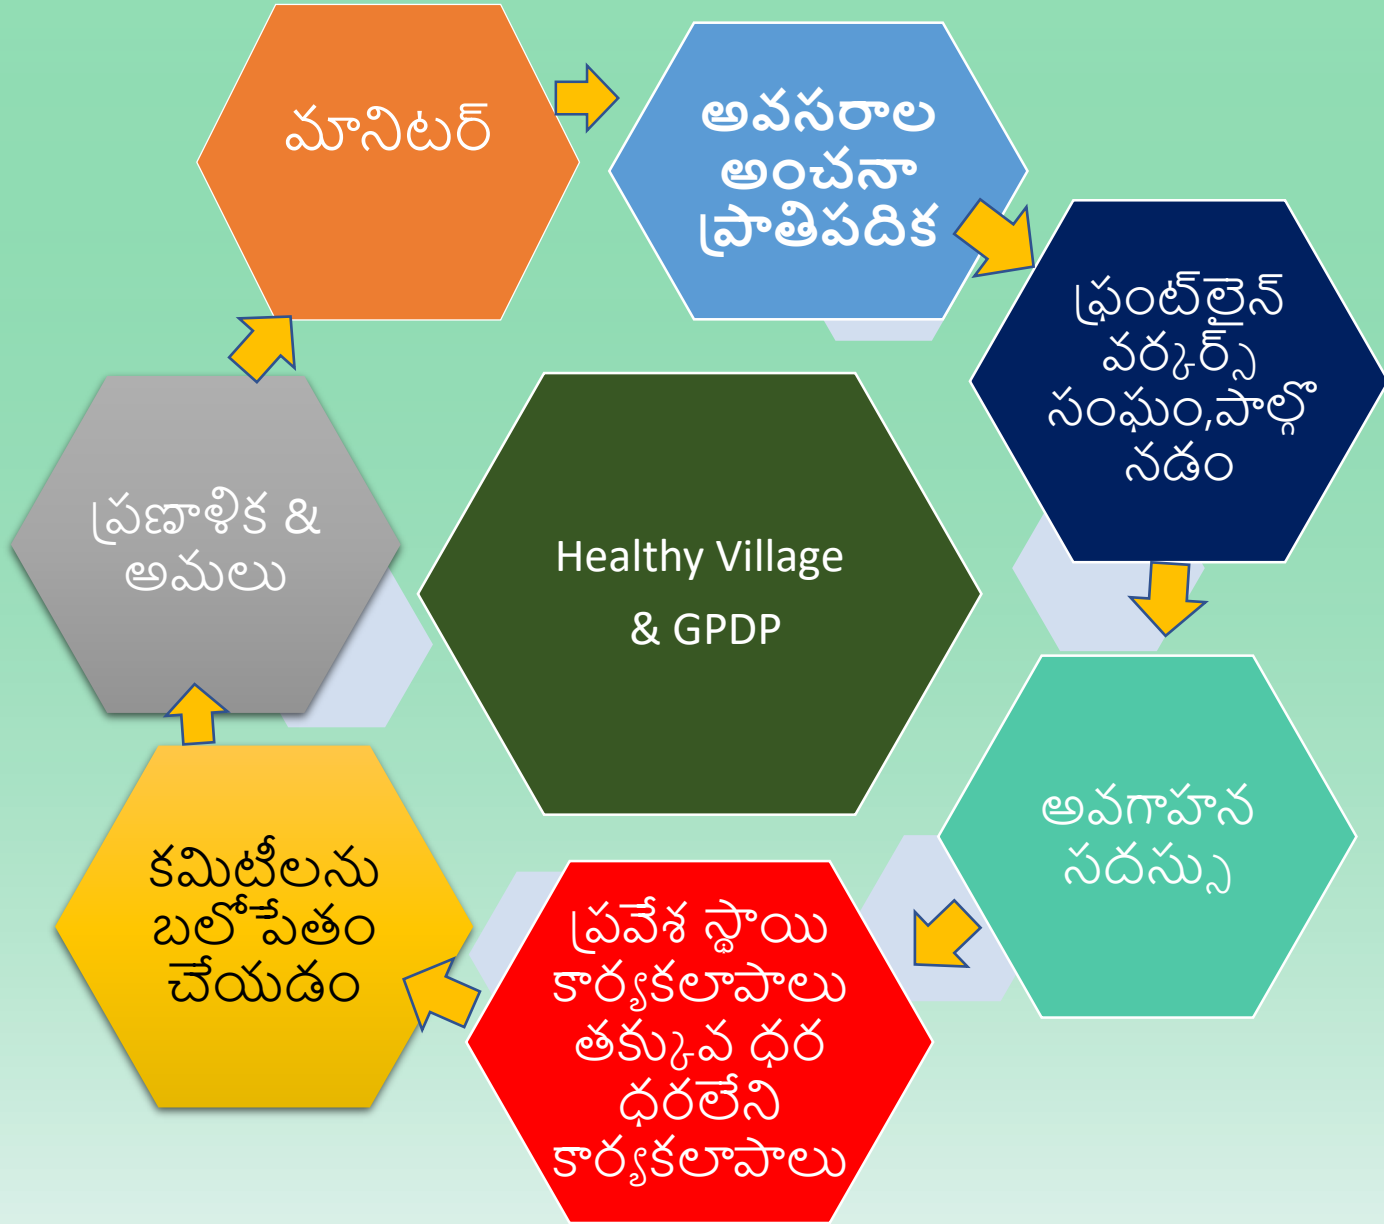 మానిటర్
అవసరాల
అంచనా
ప్రాతిపదిక
ఫ్రంట్‌లైన్
వర్కర్స్
సంఘం,పాల్గొ
నడం
అవగాహన
సదస్సు
ప్రవేశ స్థాయి
కార్యకలాపాలు
తక్కువ ధర
ధరలేని
కార్యకలాపాలు
కమిటీలను
బలోపేతం
చేయడం
ప్రణాళిక &
అమలు
Healthy Village
& GPDP